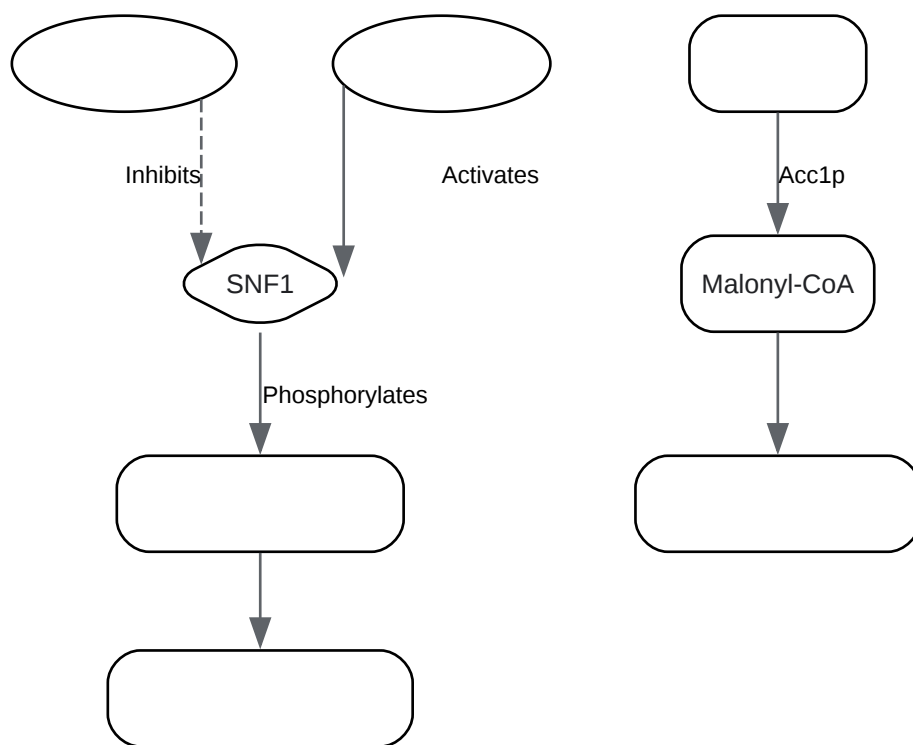 Inhibits
Activates
Acc1p
SNF1
Malonyl-CoA
Phosphorylates